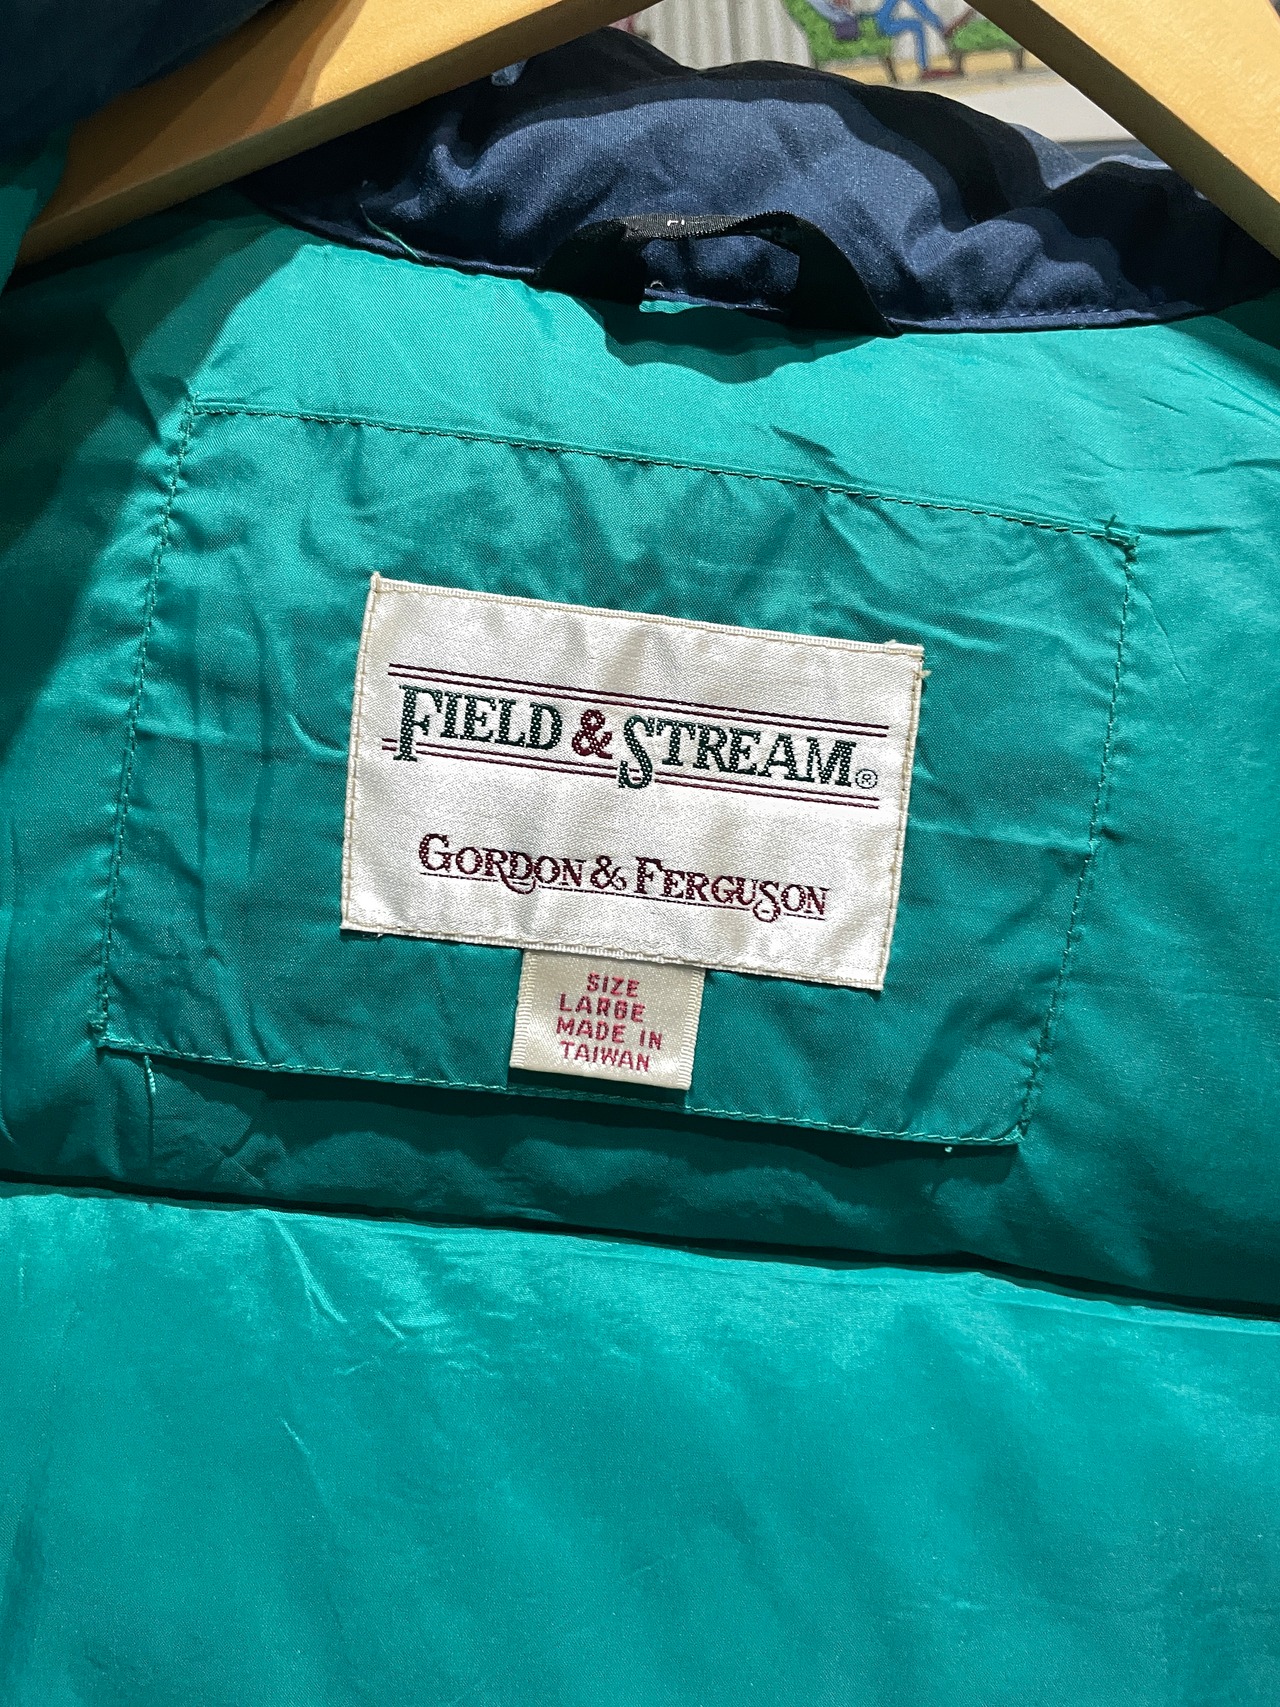 FIELD & STREAM®
GORDON & FERGUSON
SIZE
LARGE
MADE IN
TAIWAN